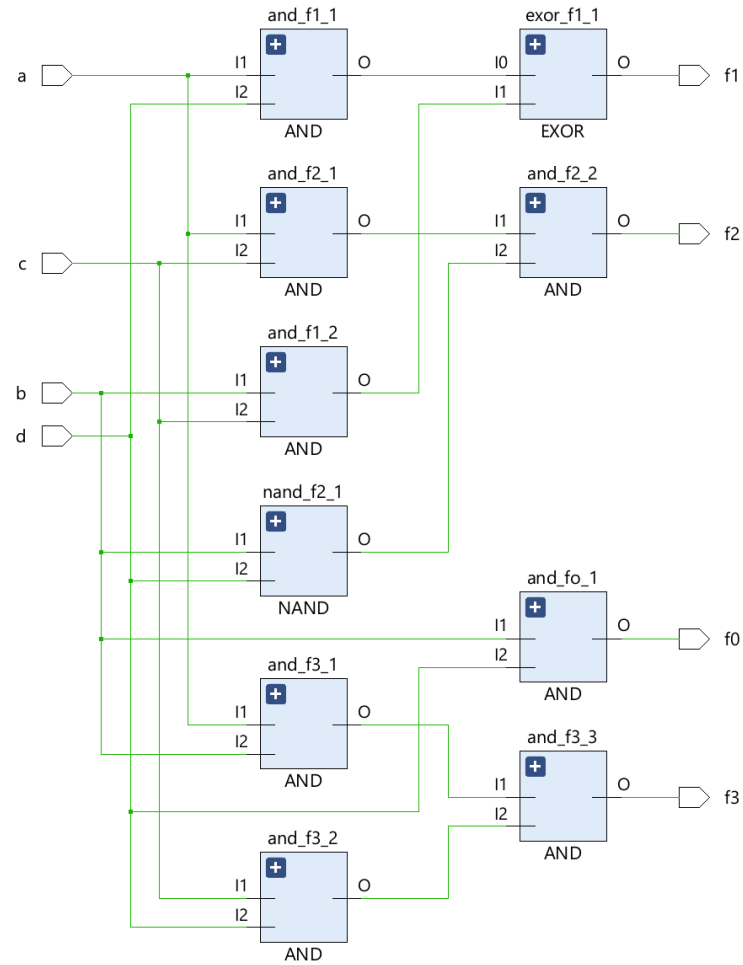 and_f1_1 exor_f1_1
I1 O I0 O
a f1
I2 I1
AND EXOR
and_f2_1 and_f2_2
I1 O I1 O
f2
I2 I2
c
AND AND
and_f1_2
I1 O
b
I2
d
AND
nand_f2_1
I1 O
I2
NAND
and_fo_1
I1 O
f0
I2
AND
and_f3_1
I1 O
I2
AND
and_f3_3
I1 O
f3
I2
AND
and_f3_2
I1 O
I2
AND